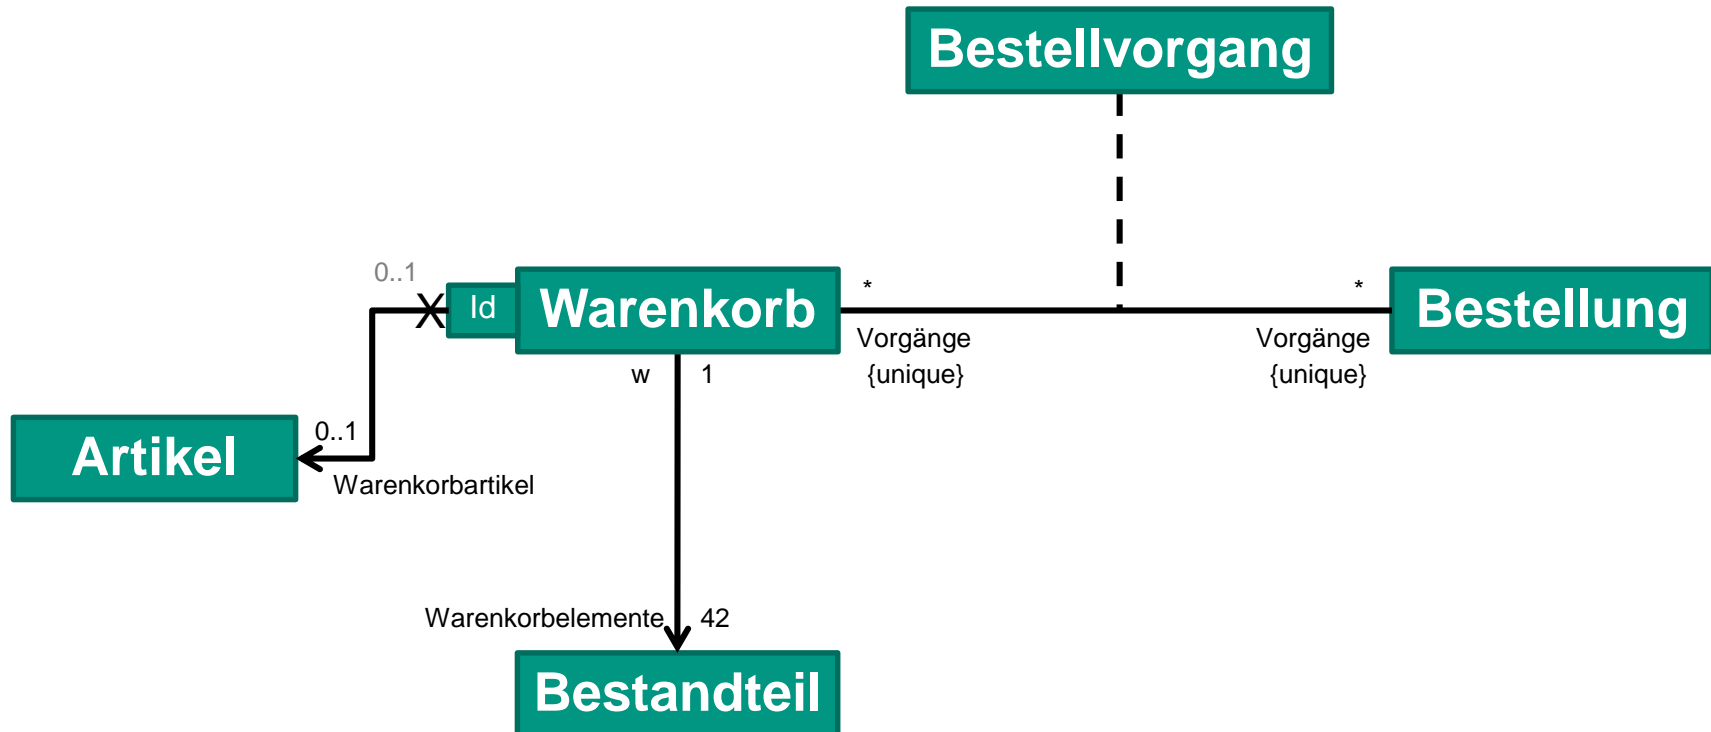 Bestellvorgang
0..1
Id
Warenkorb
*
*
Bestellung
Vorgänge
{unique}
Vorgänge
{unique}
w
1
Artikel
0..1
Warenkorbartikel
Warenkorbelemente
42
Bestandteil